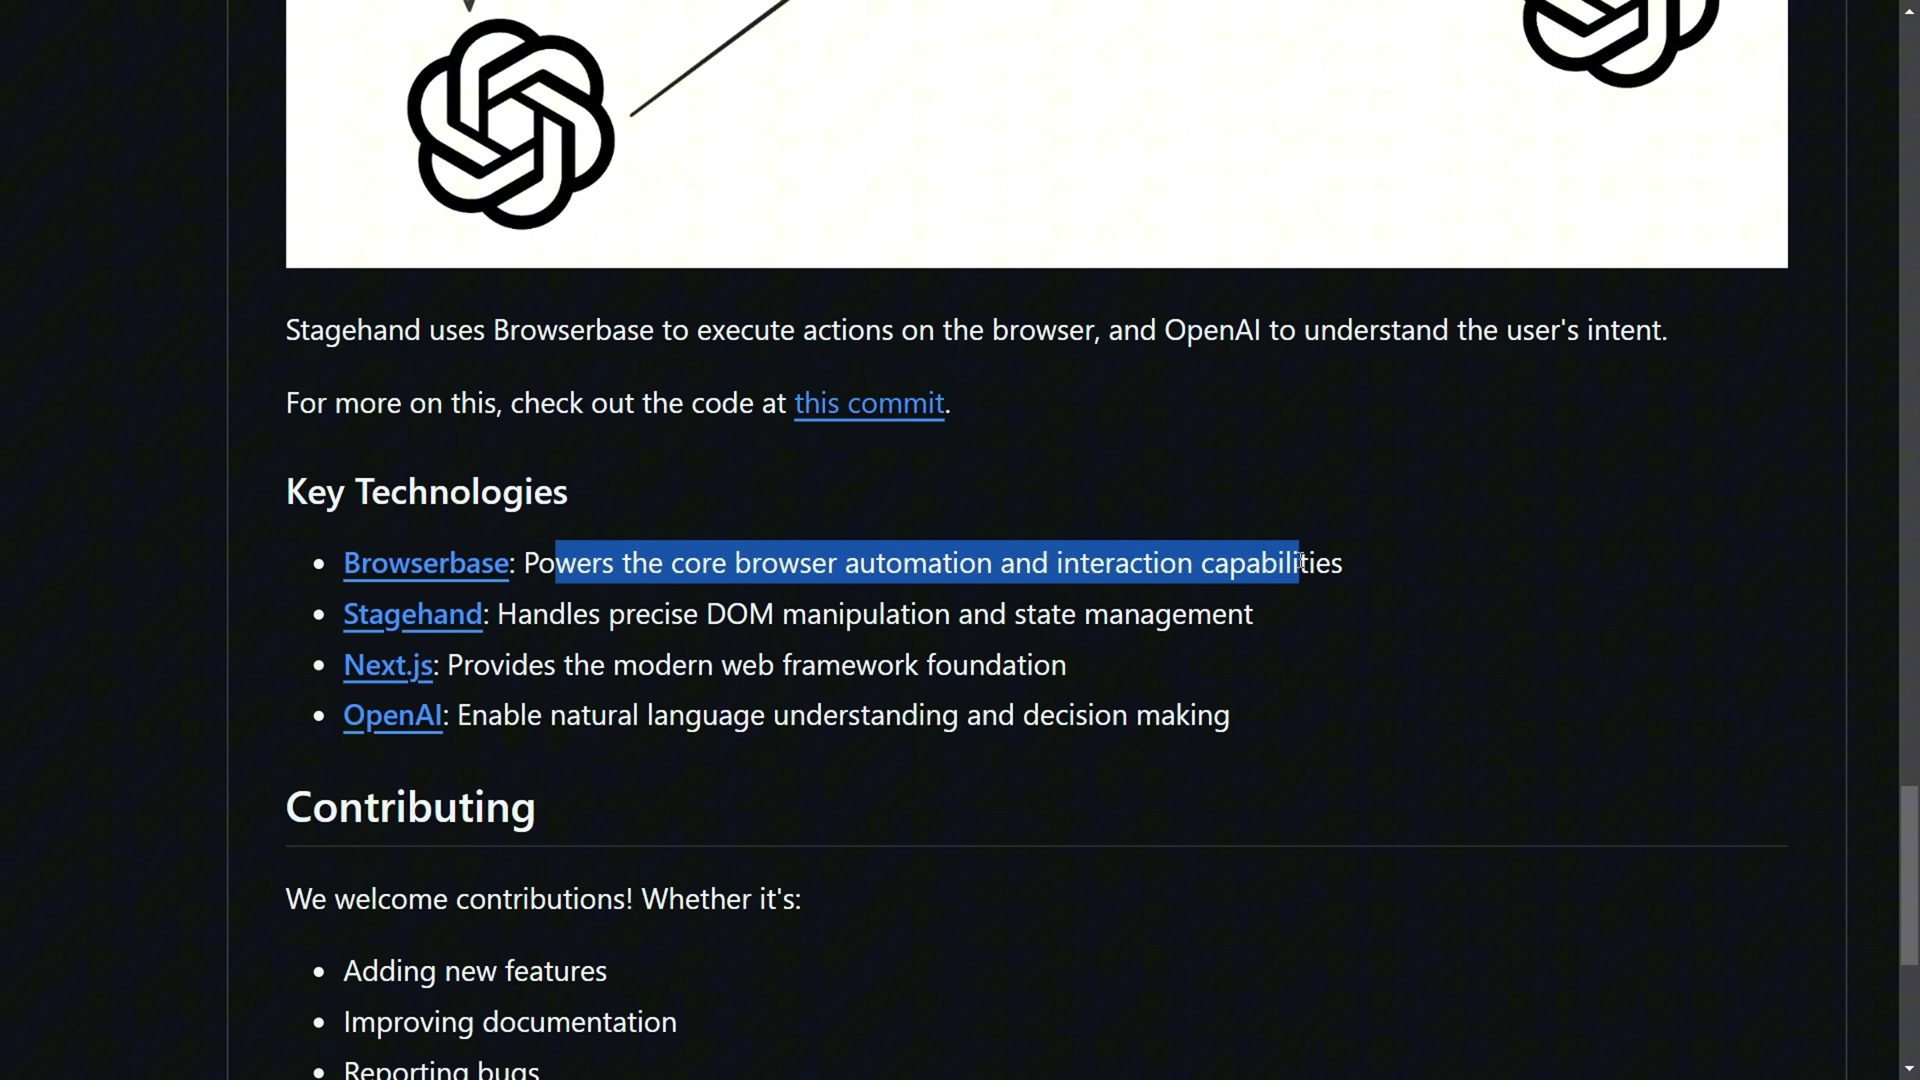 Stagehand uses Browserbase to execute actions on the browser, and OpenAI to understand the user's intent.
For more on this, check out the code at this commit.
Key Technologies
• Browserbase: Powers the core browser automation and interaction capabilities
• Stagehand: Handles precise DOM manipulation and state management
• Next.js: Provides the modern web framework foundation
• OpenAI: Enable natural language understanding and decision making
Contributing
We welcome contributions! Whether it's:
• Adding new features
• Improving documentation
• Reporting bugs